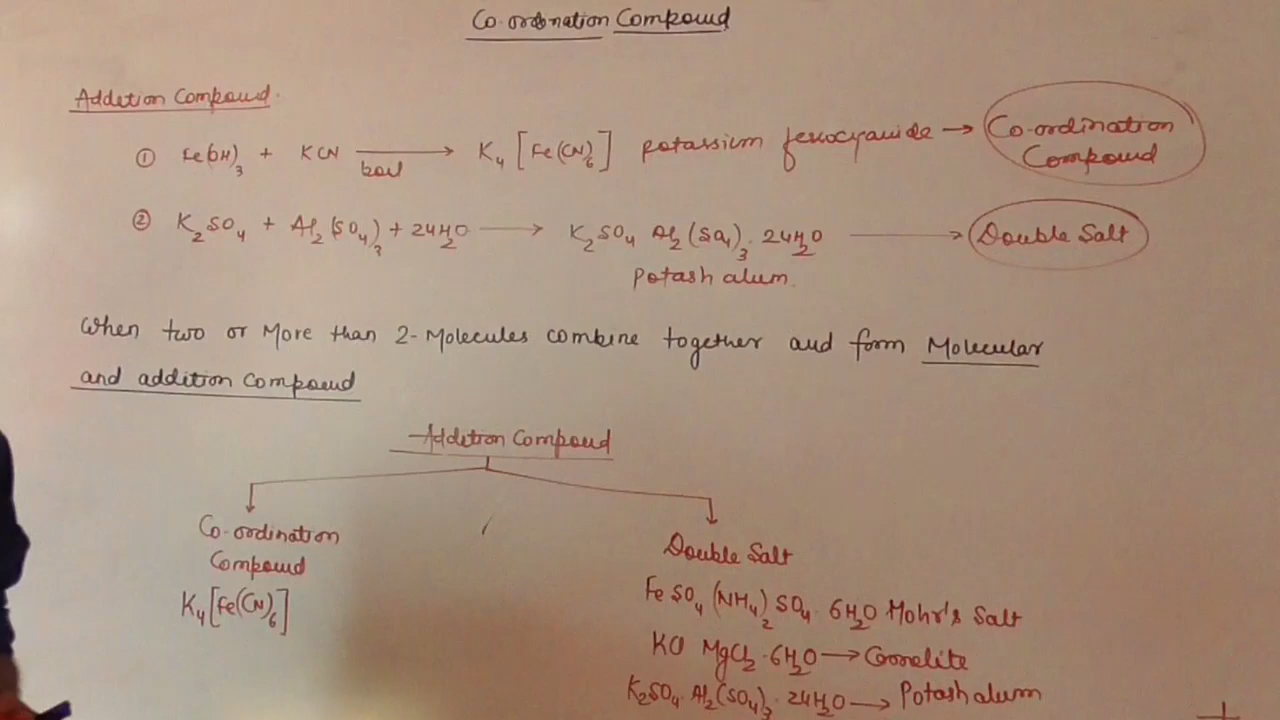 Co-ordination Compound
Addition Compound.
① Fe(OH)₃ + KCN boil → K₄[Fe(CN)₆] potassium ferrocyanide → Co-ordination Compound
② K₂SO₄ + Al₂(SO₄)₃ + 24H₂O → K₂SO₄ Al₂(SO₄)₃. 24H₂O → Double Salt
Potash alum.
When two or More than 2-Molecules combine together and form Molecular
and addition compound
Addition Compound
Co-ordination
Compound
K₄[Fe(CN)₆]
Double Salt
FeSO₄ (NH₄)₂SO₄. 6H₂O Mohr's Salt
KCl MgCl₂.6H₂O → Cornelite
K₂SO₄. Al₂(SO₄)₃. 24H₂O → Potash alum